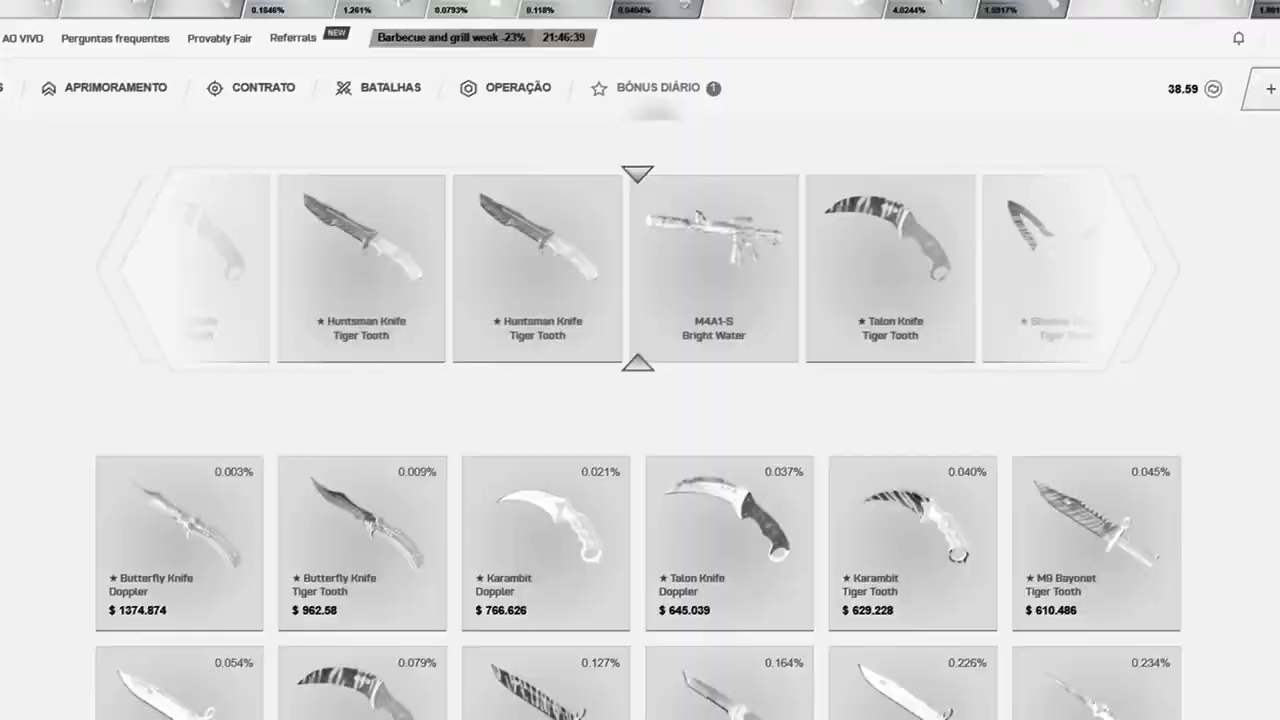 0.1846%
1.261%
0.0793%
0.118%
0.0454%
4.0244%
1.5917%
AO VIVO
Perguntas frequentes
Provably Fair
Referrals
NEW
Barbecue and grill week -23%
21:46:39
S
APRIMORAMENTO
CONTRATO
BATALHAS
OPERAÇÃO
BÓNUS DIÁRIO
1
38.59
+
★ Huntsman Knife
Tiger Tooth
★ Huntsman Knife
Tiger Tooth
M4A1-S
Bright Water
★ Talon Knife
Tiger Tooth
0.003%
★ Butterfly Knife
Doppler
$ 1374.874
0.009%
★ Butterfly Knife
Tiger Tooth
$ 962.58
0.021%
★ Karambit
Doppler
$ 766.626
0.037%
★ Talon Knife
Doppler
$ 645.039
0.040%
★ Karambit
Tiger Tooth
$ 629.228
0.045%
★ M9 Bayonet
Tiger Tooth
$ 610.486
0.054%
0.079%
0.127%
0.164%
0.226%
0.234%